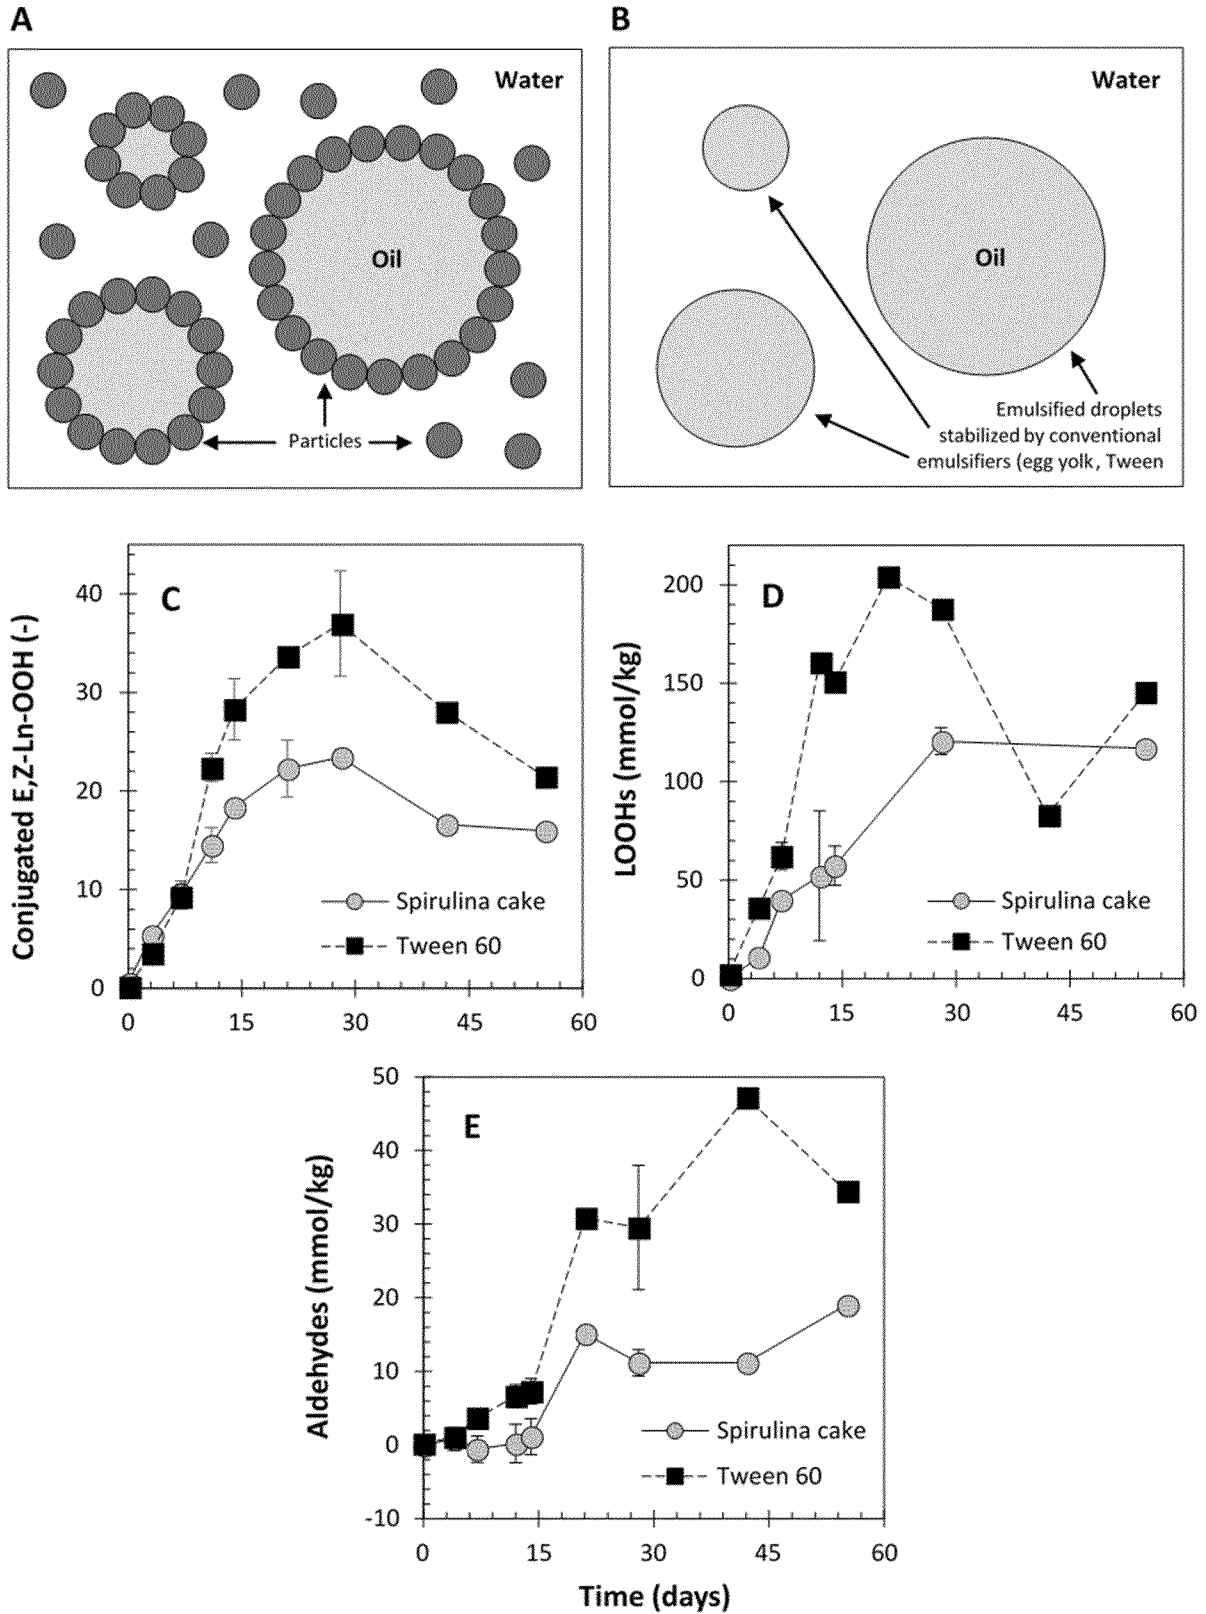 A
B
Water
Oil
Particles
Water
Oil
Emulsified droplets
stabilized by conventional
emulsifiers (egg yolk, Tween
C
Conjugated E,Z-Ln-OOH (-)
40
30
20
10
0
0 15 30 45 60
Spirulina cake
Tween 60
D
LOOHs (mmol/kg)
200
150
100
50
0
0 15 30 45 60
Spirulina cake
Tween 60
E
Aldehydes (mmol/kg)
50
40
30
20
10
0
-10
0 15 30 45 60
Spirulina cake
Tween 60
Time (days)